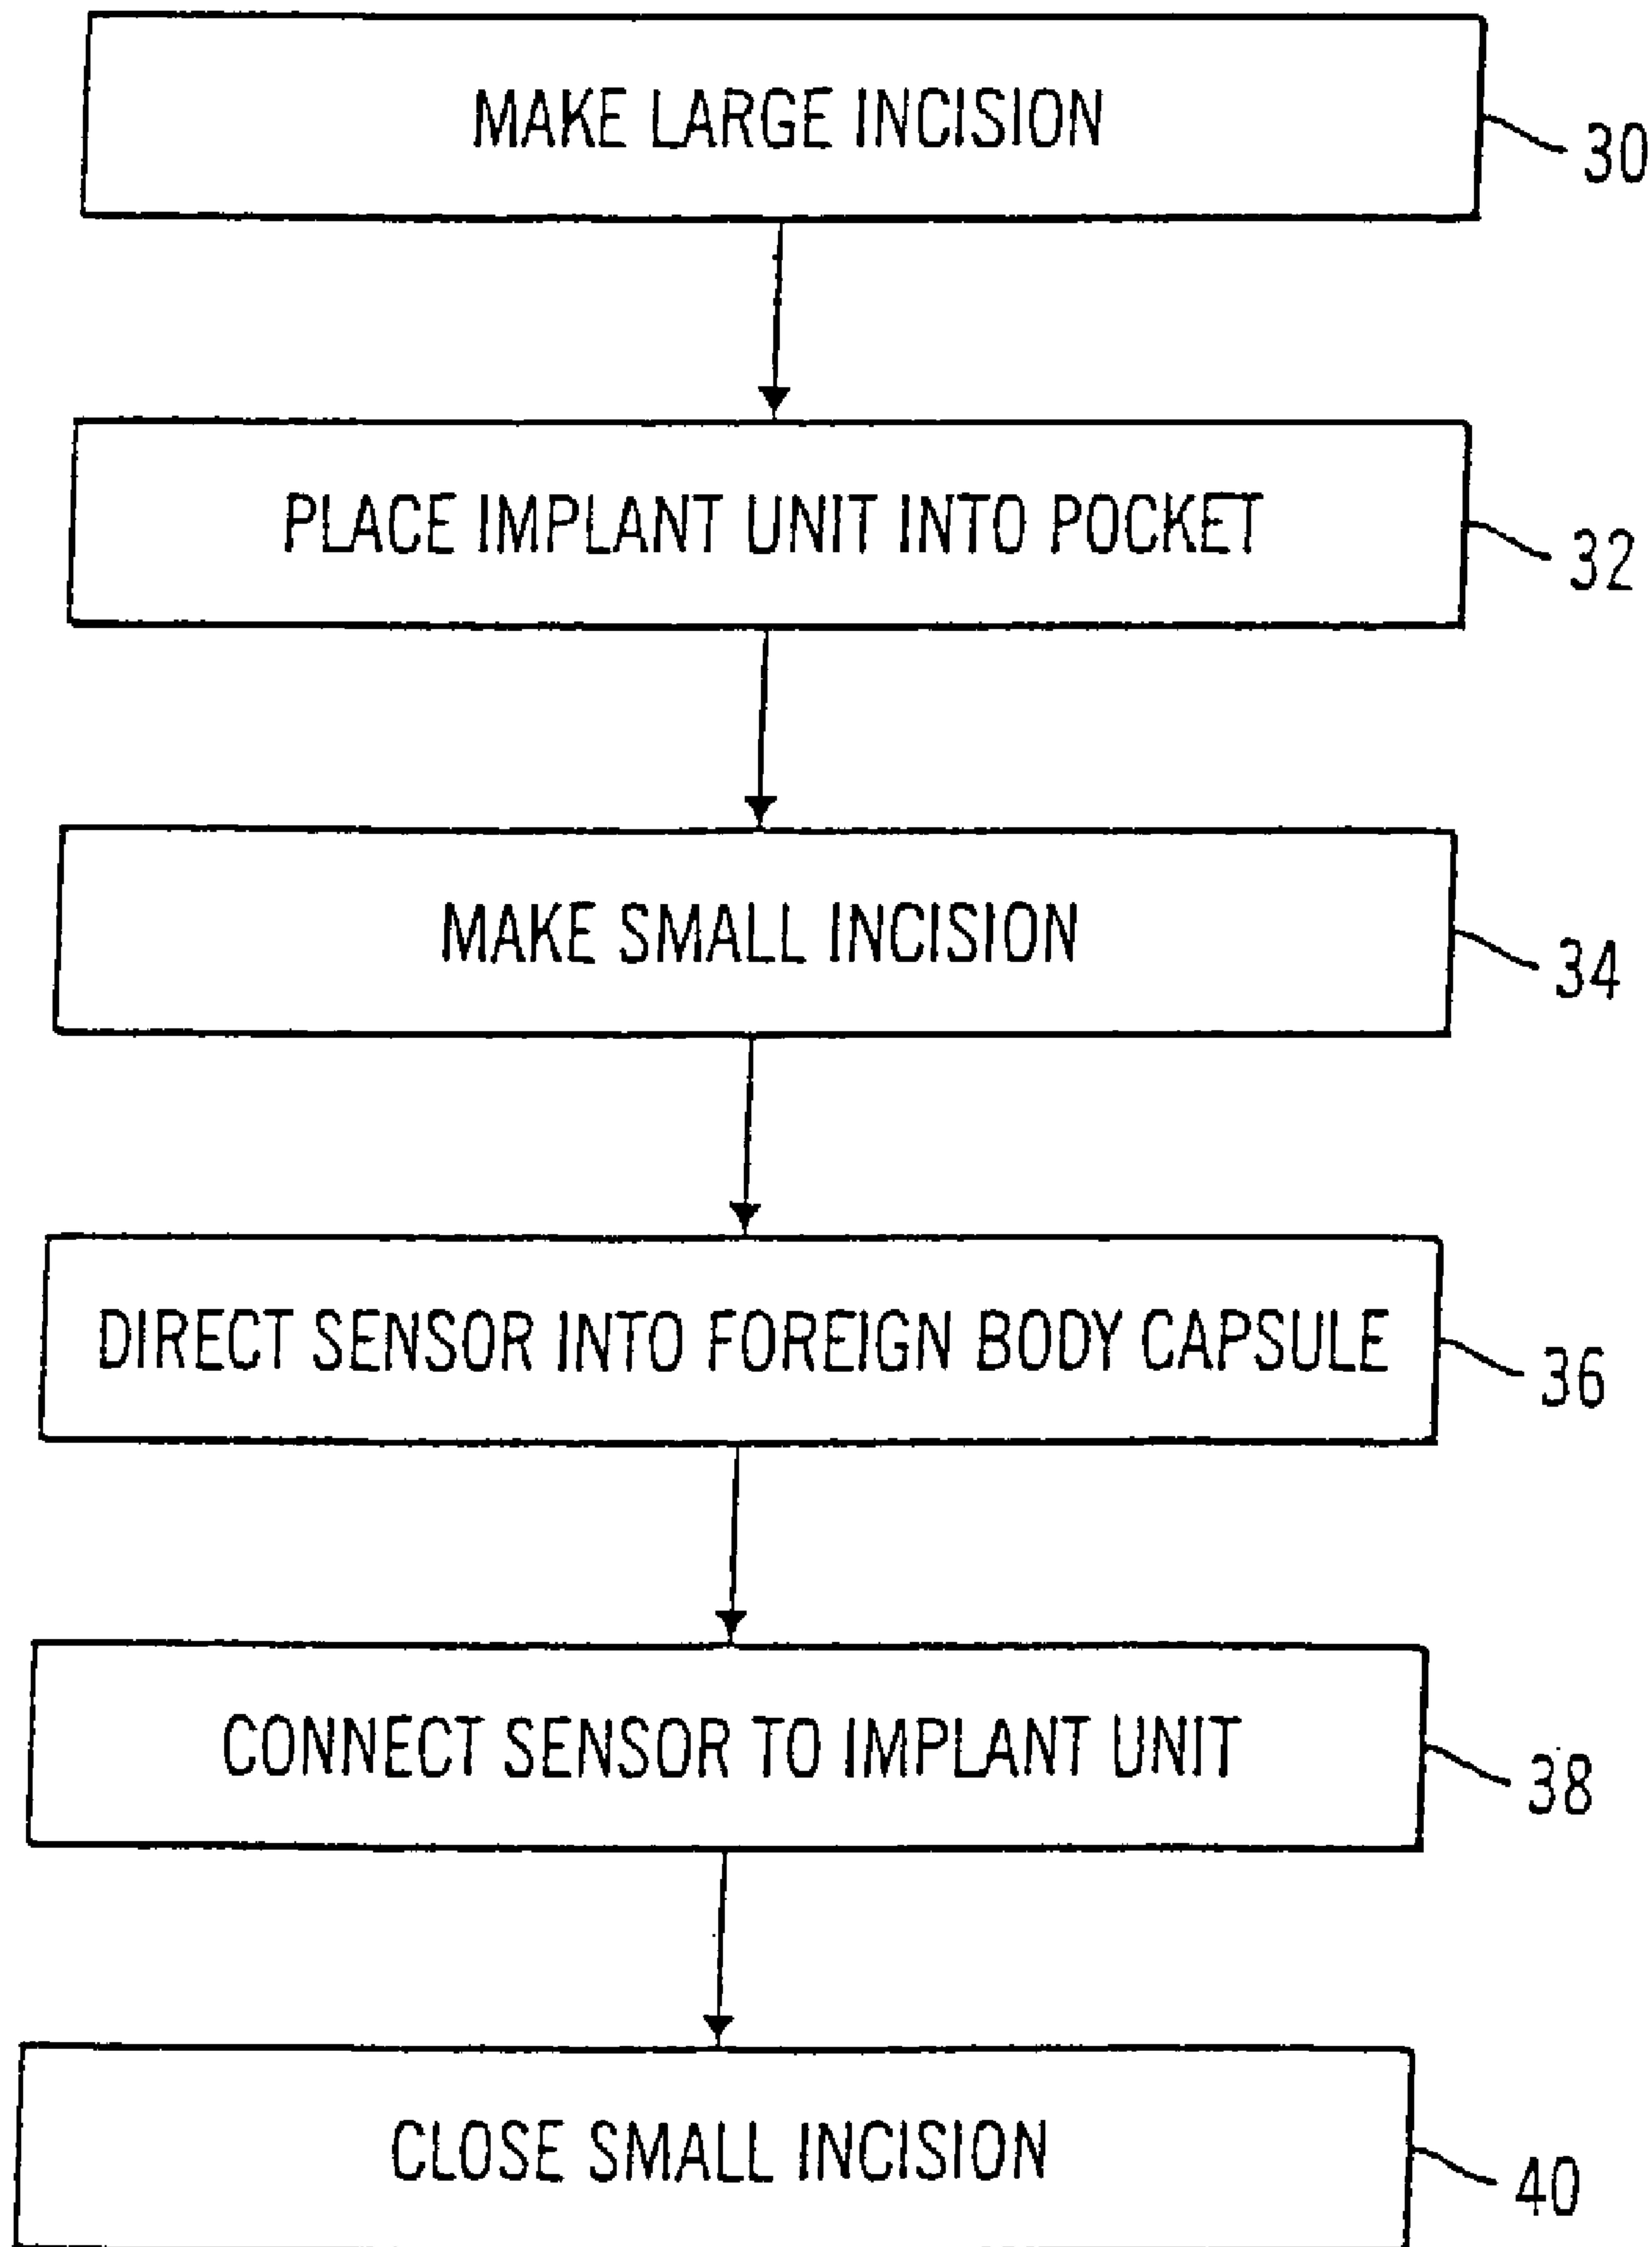 MAKE LARGE INCISION
30
PLACE IMPLANT UNIT INTO POCKET
32
MAKE SMALL INCISION
34
DIRECT SENSOR INTO FOREIGN BODY CAPSULE
36
CONNECT SENSOR TO IMPLANT UNIT
38
CLOSE SMALL INCISION
40